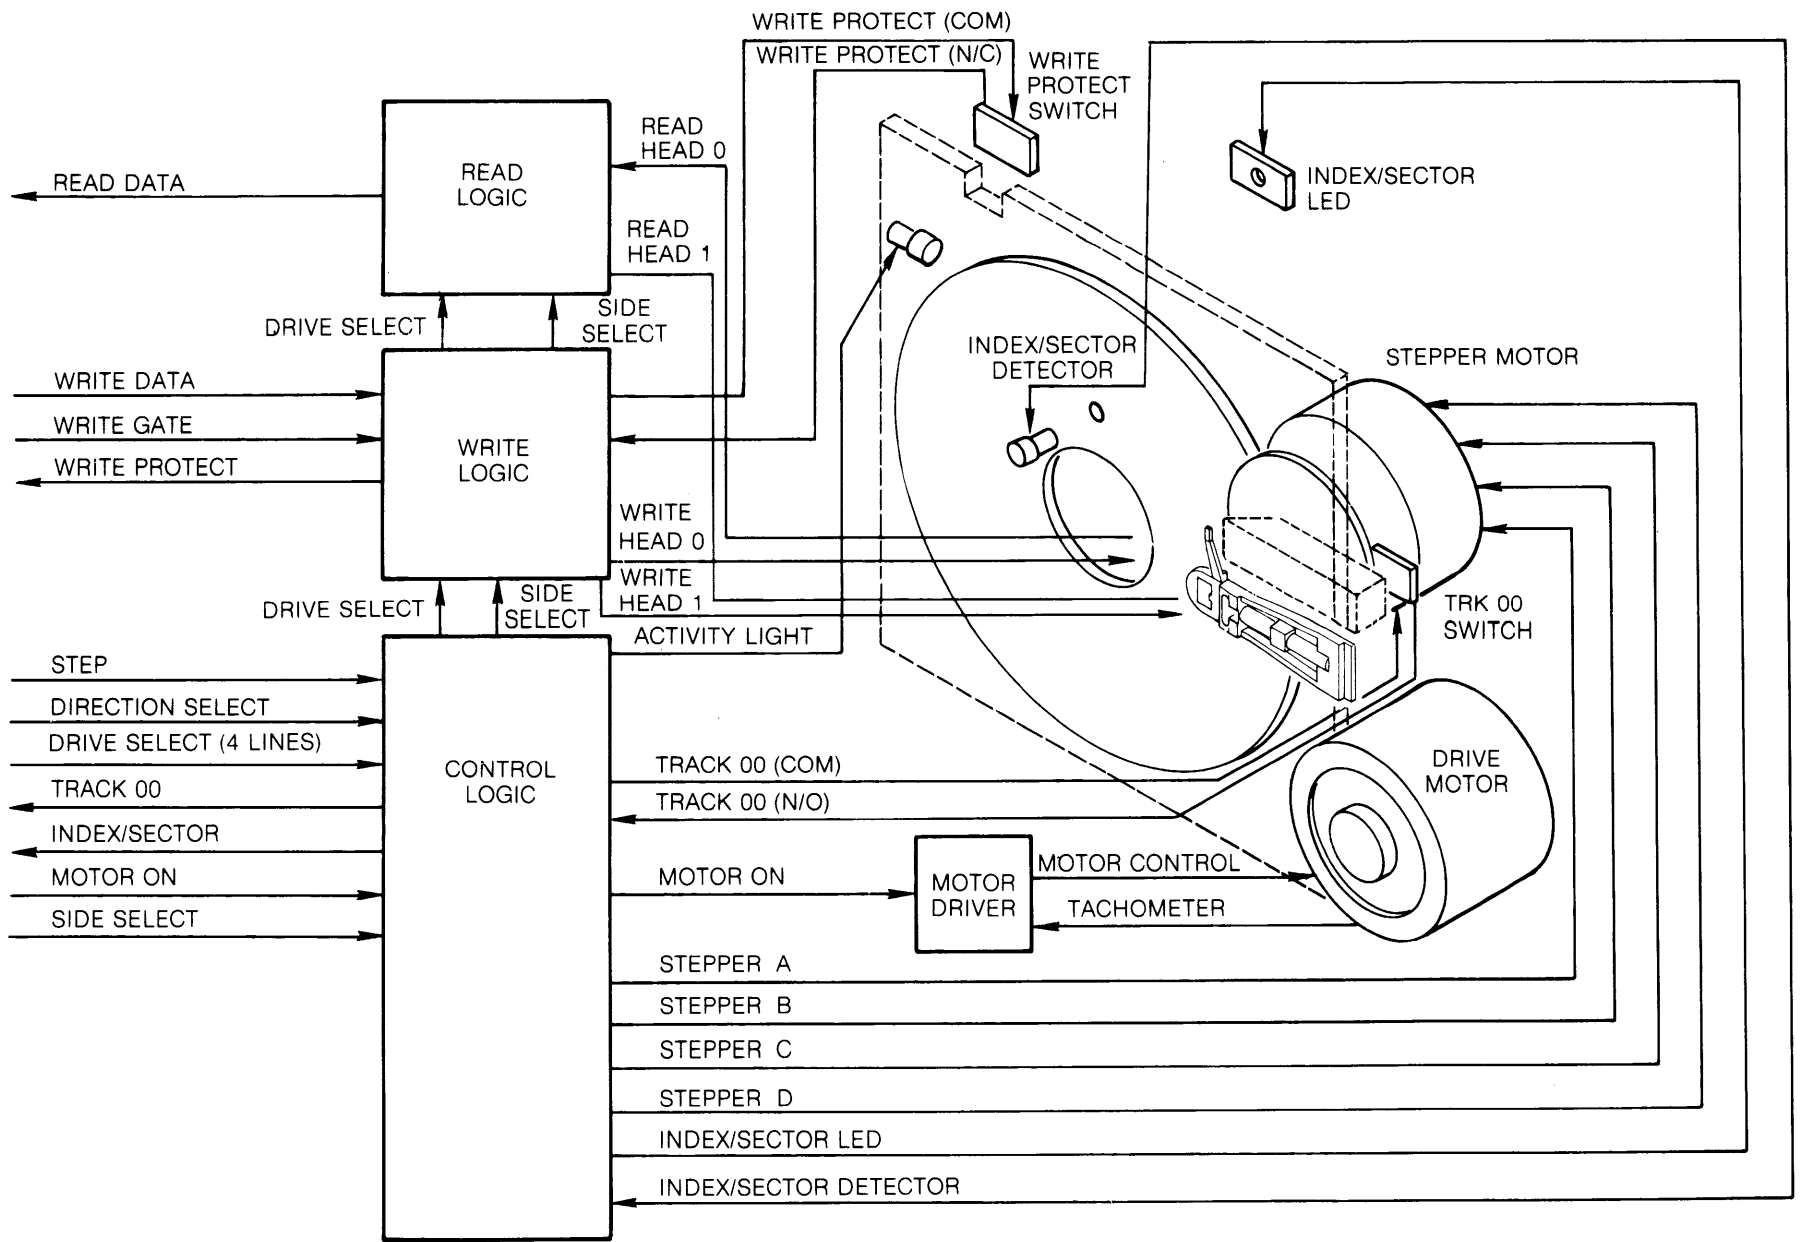 WRITE PROTECT (COM)
WRITE PROTECT (N/C)
WRITE
PROTECT
SWITCH
READ
HEAD 0
READ
LOGIC
READ DATA
INDEX/SECTOR
LED
READ
HEAD 1
DRIVE SELECT
SIDE
SELECT
INDEX/SECTOR
DETECTOR
STEPPER MOTOR
WRITE DATA
WRITE GATE
WRITE PROTECT
WRITE
LOGIC
WRITE
HEAD 0
WRITE
HEAD 1
DRIVE SELECT
SIDE
SELECT
ACTIVITY LIGHT
TRK 00
SWITCH
STEP
DIRECTION SELECT
DRIVE SELECT (4 LINES)
TRACK 00
INDEX/SECTOR
MOTOR ON
SIDE SELECT
CONTROL
LOGIC
TRACK 00 (COM)
TRACK 00 (N/O)
DRIVE
MOTOR
MOTOR ON
MOTOR
DRIVER
MOTOR CONTROL
TACHOMETER
STEPPER A
STEPPER B
STEPPER C
STEPPER D
INDEX/SECTOR LED
INDEX/SECTOR DETECTOR